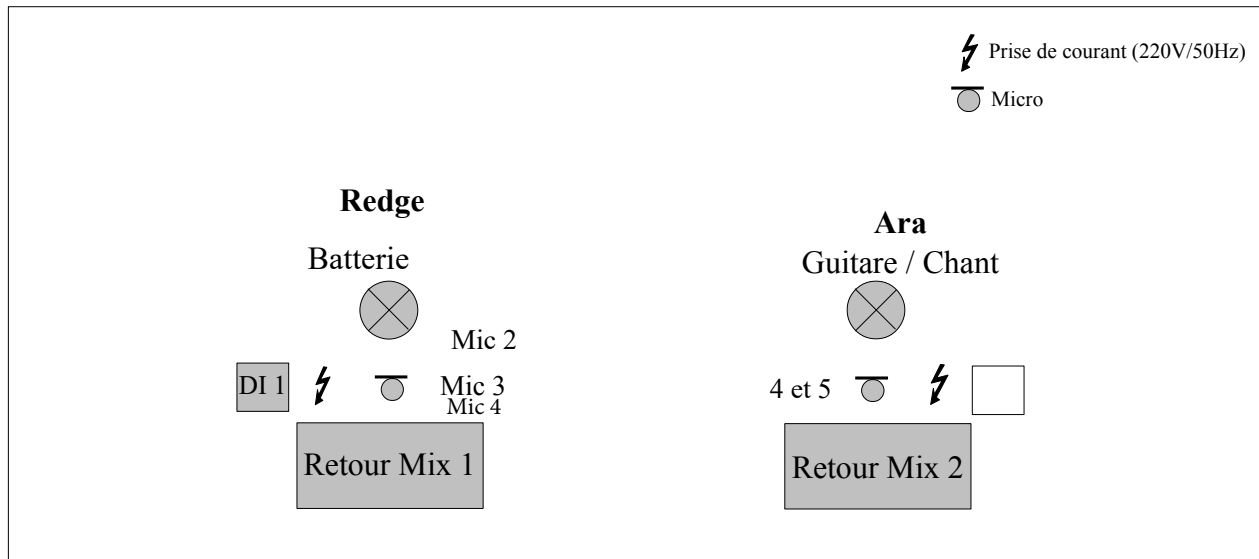 Prise de courant (220V/50Hz)
Micro
Redge
Batterie
Mic 2
DI 1
Mic 3
Mic 4
Retour Mix 1
Ara
Guitare / Chant
4 et 5
Retour Mix 2